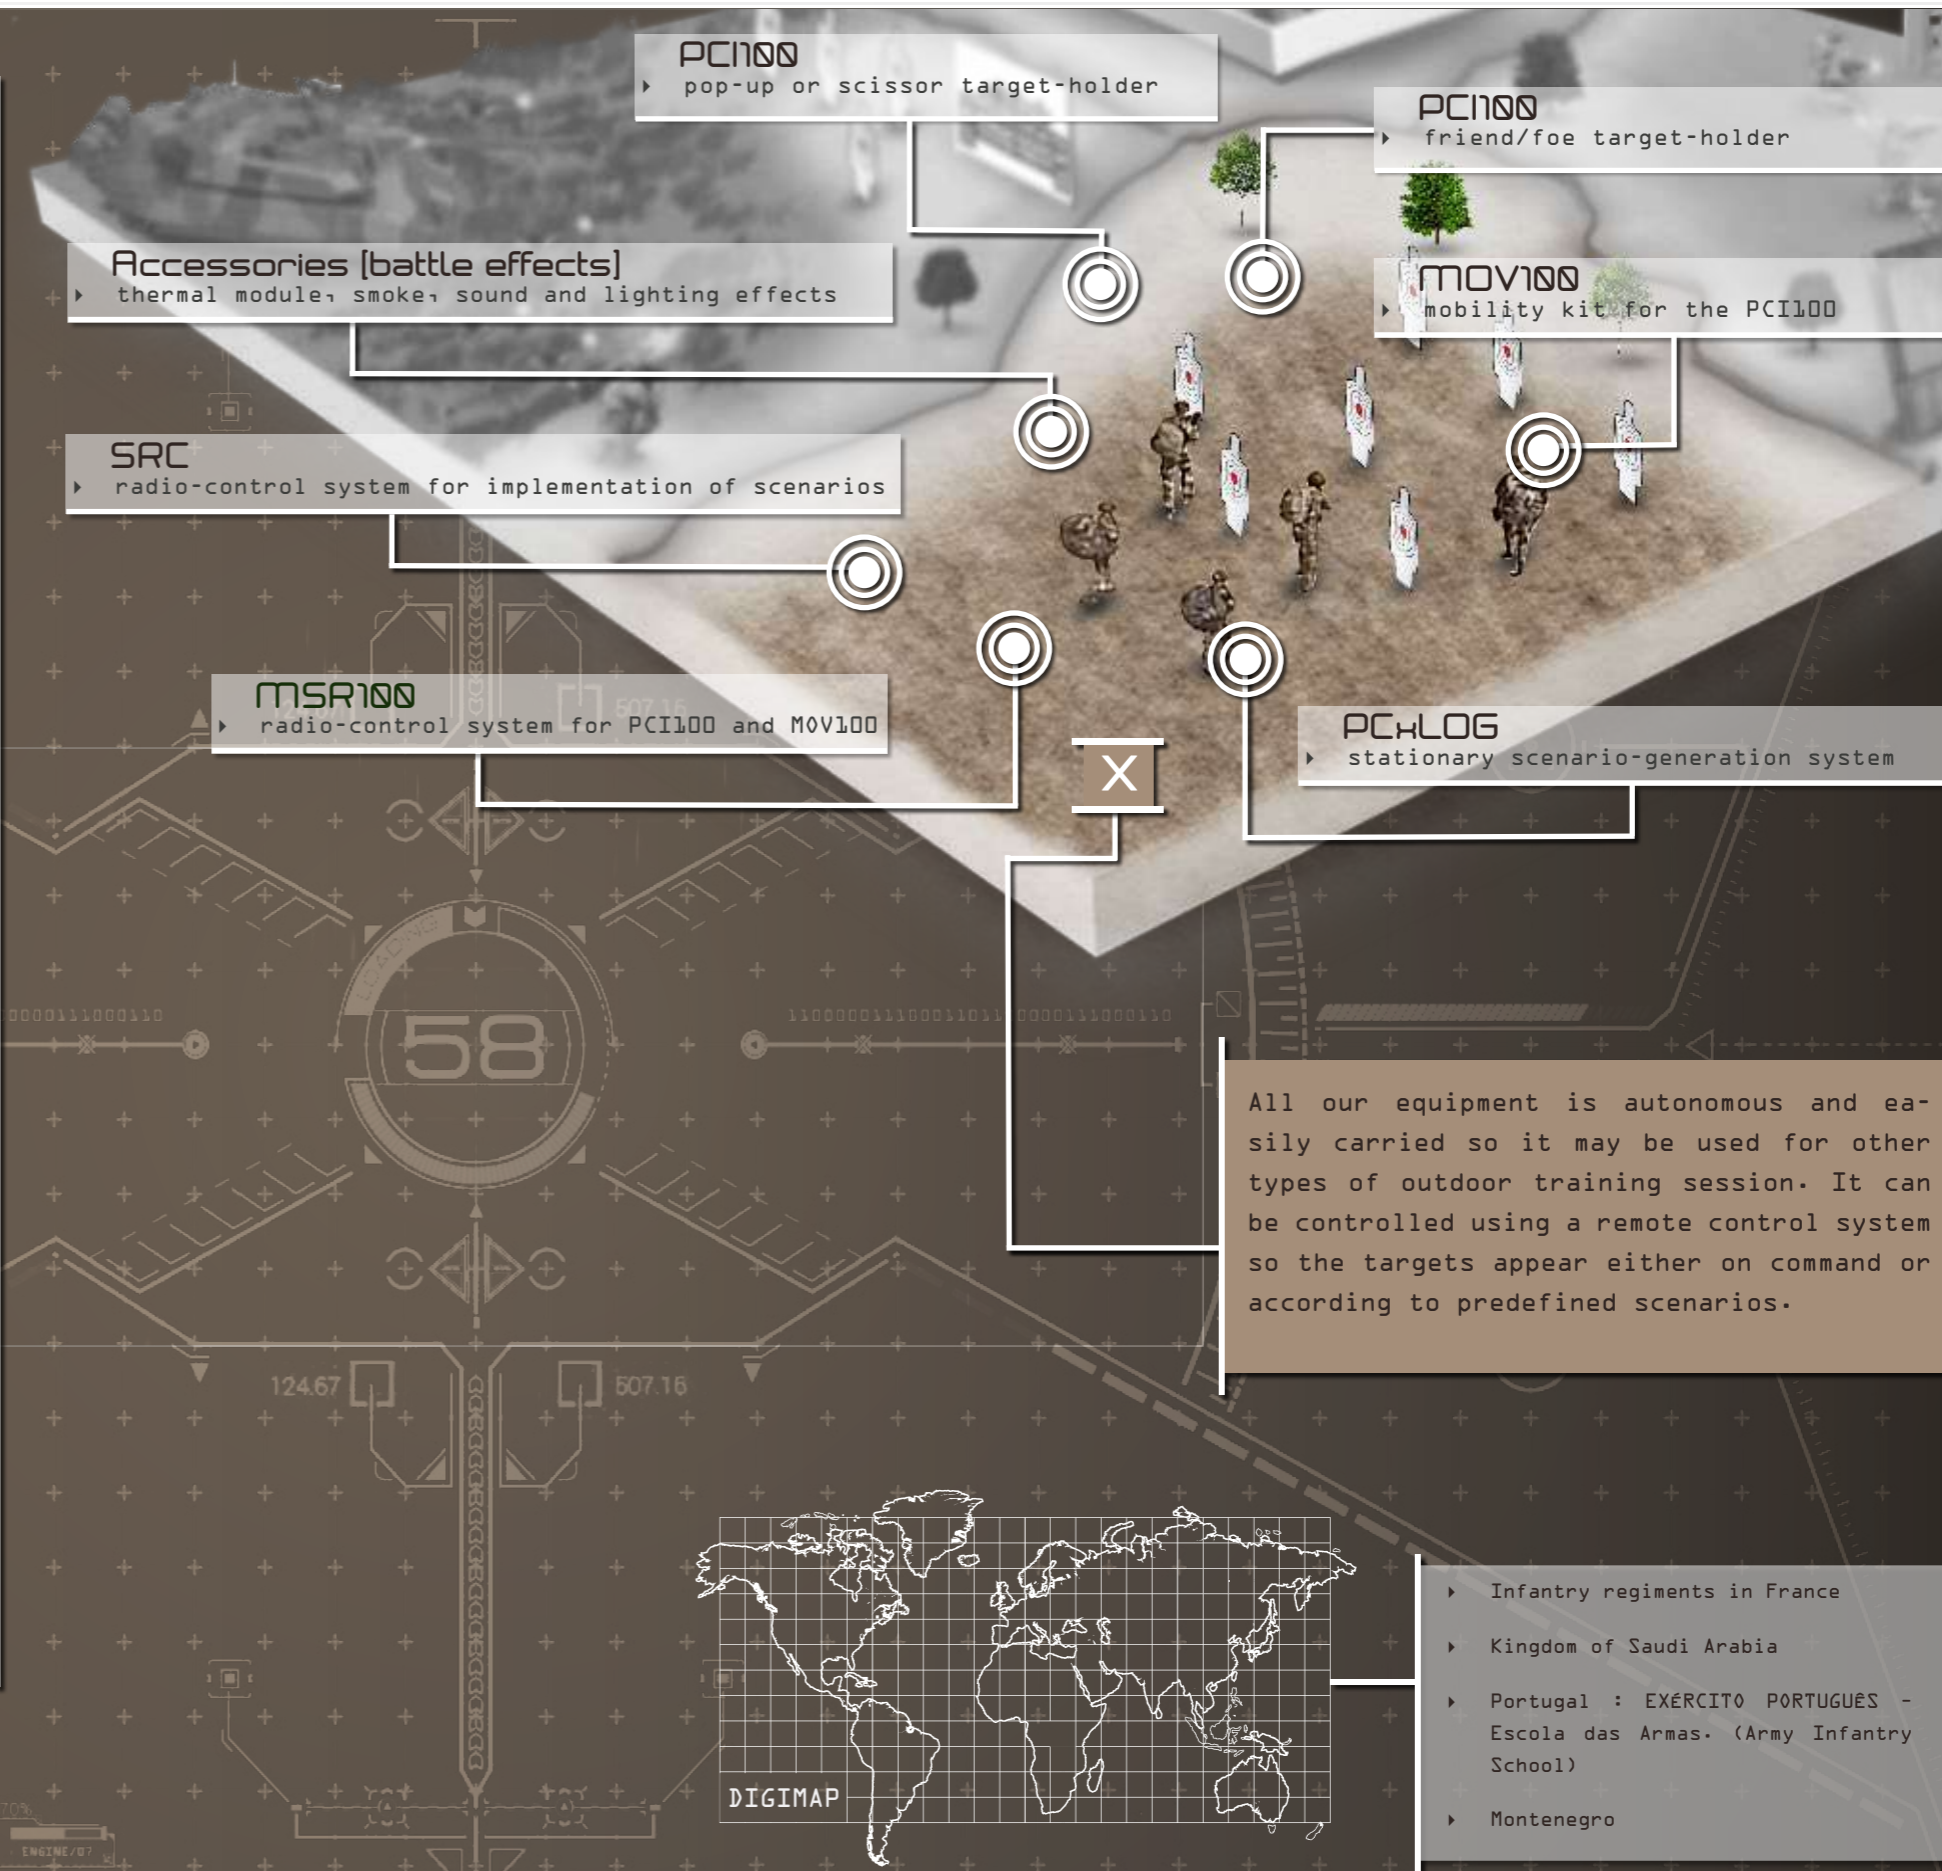 PCI100
pop-up or scissor target-holder
PCI100
friend/foe target-holder
Accessories [battle effects]
thermal module, smoke, sound and lighting effects
MOV100
mobility kit for the PCI100
SRC
radio-control system for implementation of scenarios
MSR100
radio-control system for PCI100 and MOV100
507.16
PCxLOG
stationary scenario-generation system
X
LOADING
58
All our equipment is autonomous and ea-
sily carried so it may be used for other
types of outdoor training session. It can
be controlled using a remote control system
so the targets appear either on command or
according to predefined scenarios.
124.67
507.16
DIGIMAP
Infantry regiments in France
Kingdom of Saudi Arabia
Portugal : EXÉRCITO PORTUGUÊS -
Escola das Armas. (Army Infantry
School)
Montenegro
70%
ENGINE/07